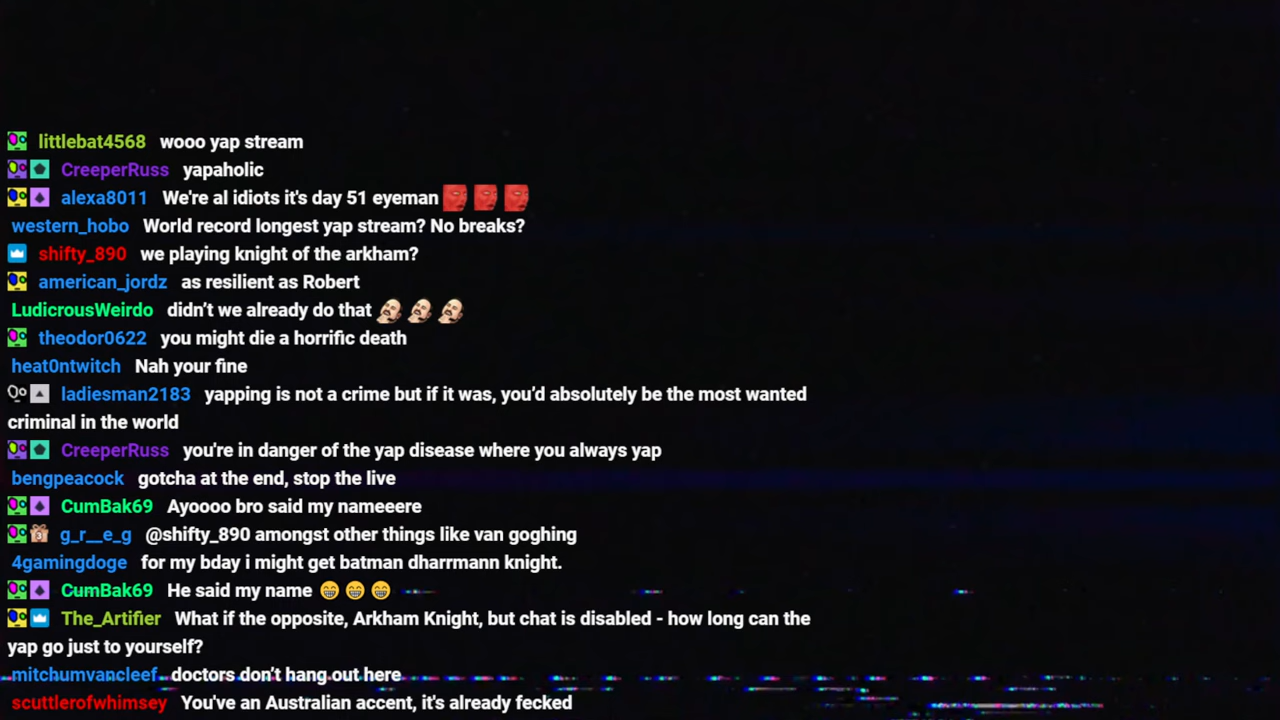 littlebat4568 wooo yap stream
CreeperRuss yapaholic
alexa8011 We're al idiots it's day 51 eyeman
western_hobo World record longest yap stream? No breaks?
shifty_890 we playing knight of the arkham?
american_jordz as resilient as Robert
LudicrousWeirdo didn’t we already do that
theodor0622 you might die a horrific death
heat0ntwitch Nah your fine
ladiesman2183 yapping is not a crime but if it was, you’d absolutely be the most wanted
criminal in the world
CreeperRuss you're in danger of the yap disease where you always yap
bengpeacock gotcha at the end, stop the live
CumBak69 Ayoooo bro said my nameeere
g_r__e_g @shifty_890 amongst other things like van goghing
4gamingdoge for my bday i might get batman dharrmann knight.
CumBak69 He said my name 😁 😁 😁
The_Artifier What if the opposite, Arkham Knight, but chat is disabled - how long can the
yap go just to yourself?
mitchumvancleef doctors don’t hang out here
scuttlerofwhimsey You've an Australian accent, it's already fecked